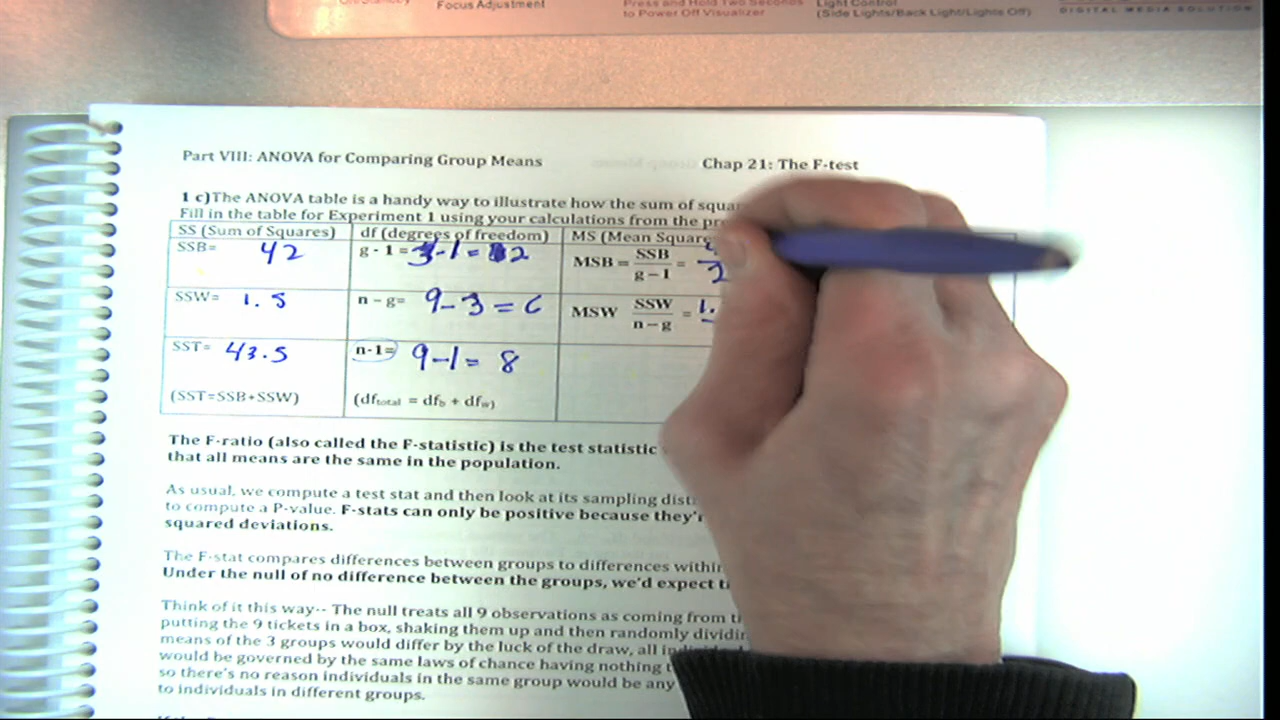 Focus Adjustment
Press and Hold Two Seconds
to Power Off Visualizer
Light Control
(Side Lights/Back Light/Lights Off)
DIGITAL MEDIA SOLUTION
Part VIII: ANOVA for Comparing Group Means Chap 21: The F-test
1 c)The ANOVA table is a handy way to illustrate how the sum of squa
Fill in the table for Experiment 1 using your calculations from the pr
SS (Sum of Squares) df (degrees of freedom) MS (Mean Square
SSB= 42 g - 1 = 3-1 = 2 MSB = SSB/g-1 = /2
SSW= 1.5 n - g= 9-3 = 6 MSW SSW/n-g = 1.
SST= 43.5 n-1= 9-1= 8
(SST=SSB+SSW) (dftotal = dfb + dfw)
The F-ratio (also called the F-statistic) is the test statistic
that all means are the same in the population.
As usual, we compute a test stat and then look at its sampling dist
to compute a P-value. F-stats can only be positive because they'r
squared deviations.
The F-stat compares differences between groups to differences within
Under the null of no difference between the groups, we'd expect t
Think of it this way-- The null treats all 9 observations as coming from t
putting the 9 tickets in a box, shaking them up and then randomly dividin
means of the 3 groups would differ by the luck of the draw, all
would be governed by the same laws of chance having nothing t
so there's no reason individuals in the same group would be any
to individuals in different groups.